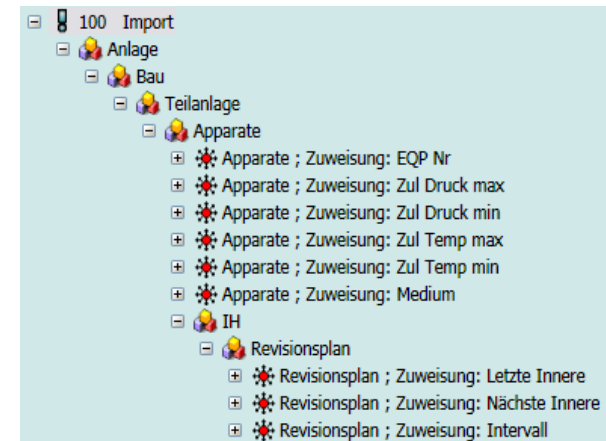 100 Import
Anlage
Bau
Teilanlage
Apparate
Apparate ; Zuweisung: EQP Nr
Apparate ; Zuweisung: Zul Druck max
Apparate ; Zuweisung: Zul Druck min
Apparate ; Zuweisung: Zul Temp max
Apparate ; Zuweisung: Zul Temp min
Apparate ; Zuweisung: Medium
IH
Revisionsplan
Revisionsplan ; Zuweisung: Letzte Innere
Revisionsplan ; Zuweisung: Nächste Innere
Revisionsplan ; Zuweisung: Intervall